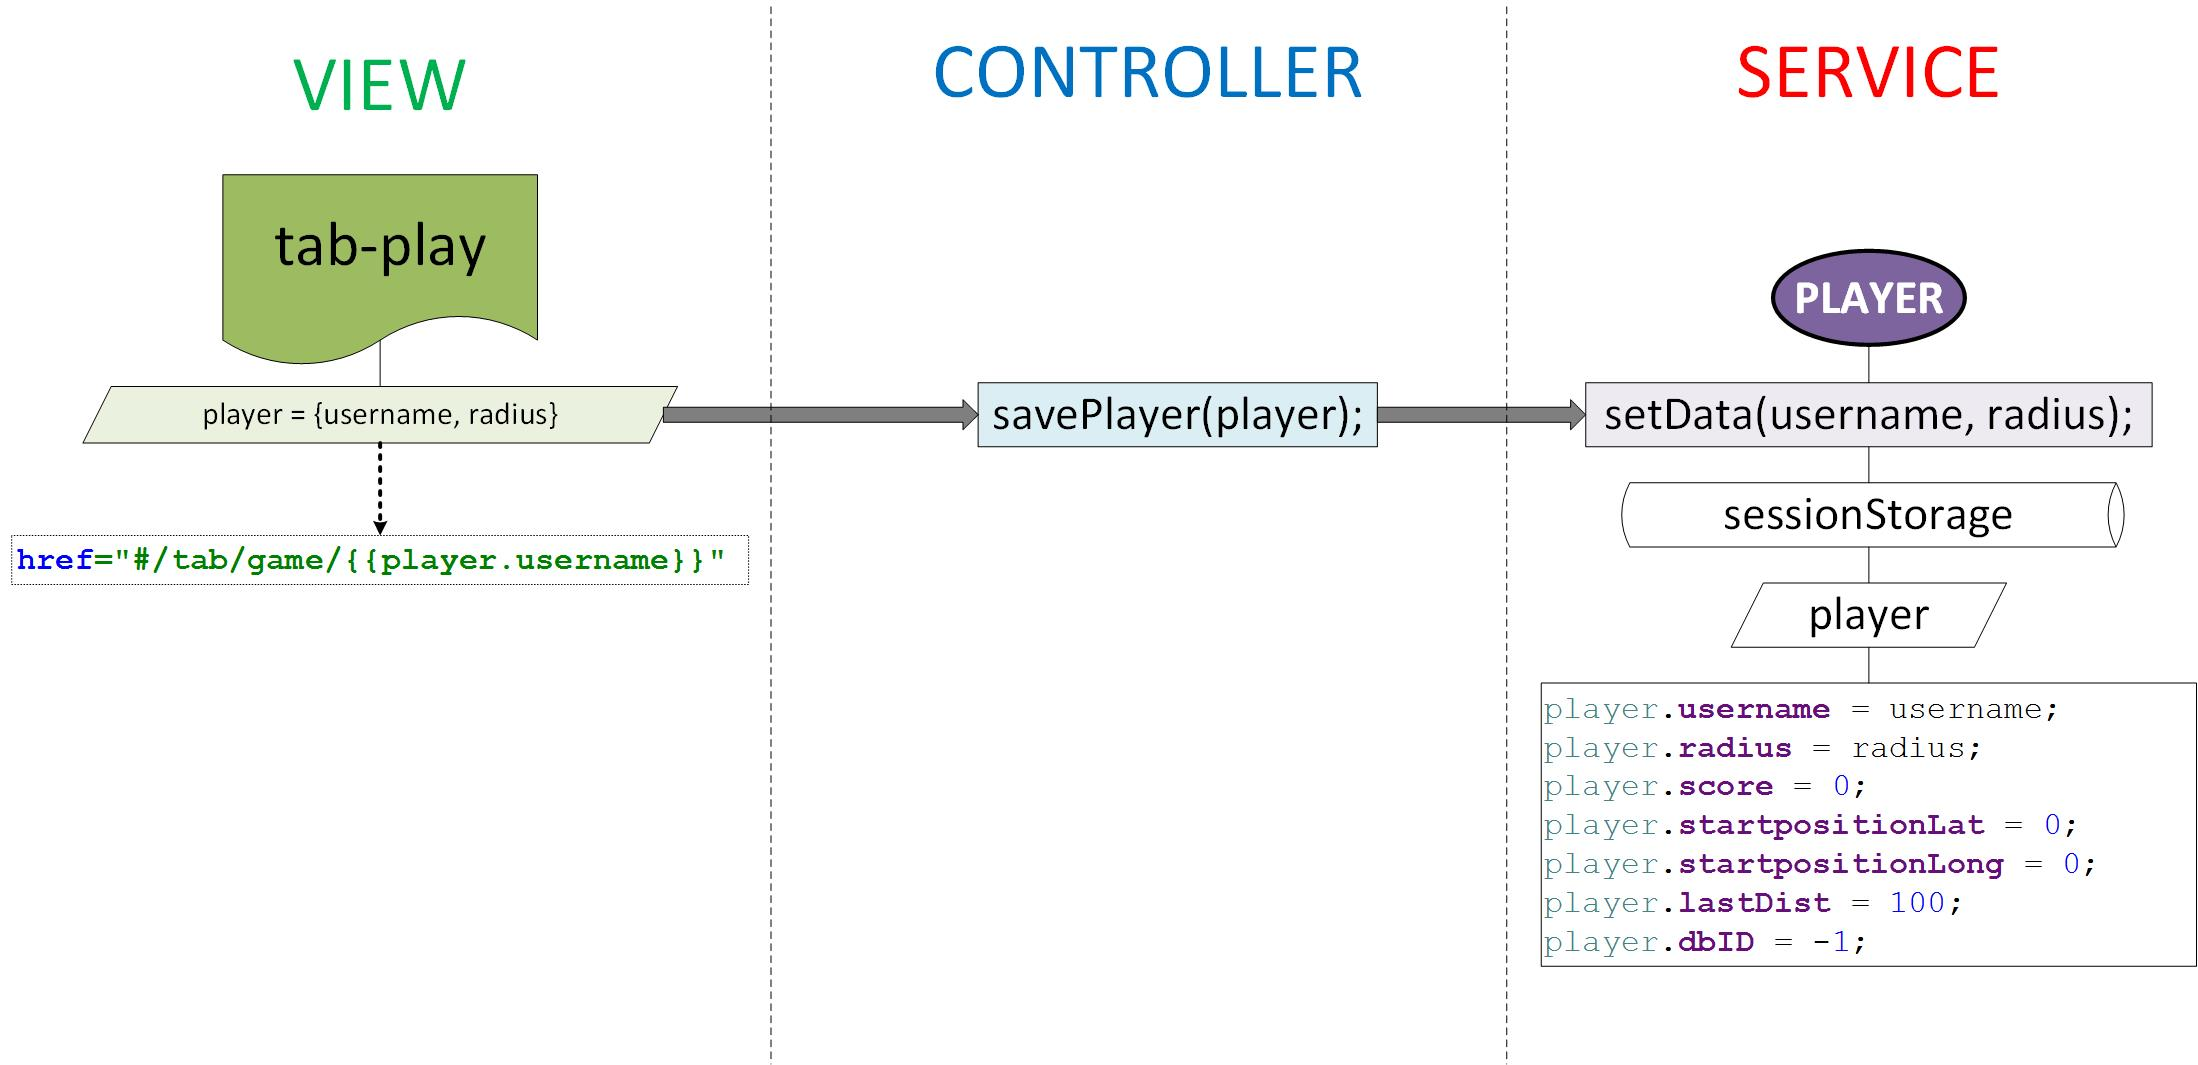 VIEW
CONTROLLER
SERVICE
tab-play
player = {username, radius}
href="#/tab/game/{{player.username}}"
savePlayer(player);
PLAYER
setData(username, radius);
sessionStorage
player
player.username = username;
player.radius = radius;
player.score = 0;
player.startpositionLat = 0;
player.startpositionLong = 0;
player.lastDist = 100;
player.dbID = -1;